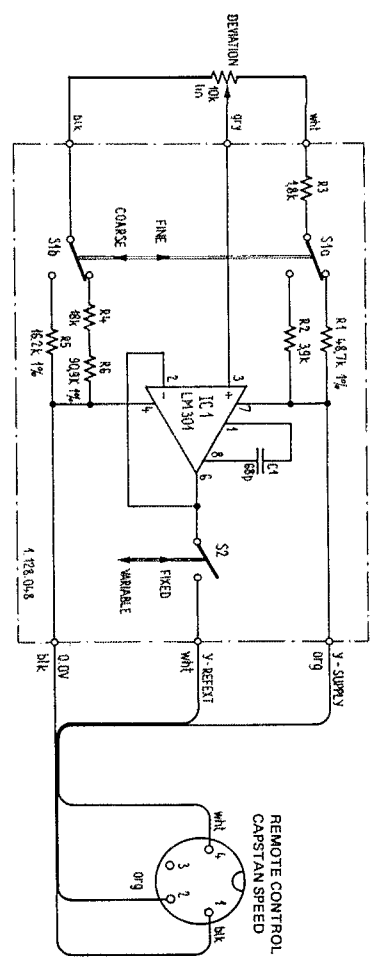 REMOTE CONTROL
CAPSTAN SPEED
DEVIATION
10k
lin
wht
gry
blk
R3
1,8k
S1a
R1 48,7k 1%
R2 3,9k
FINE
COARSE
S1b
R4
18k
R6
90,9k 1%
R5
16.2k 1%
3
+
2
-
IC 1
LM301
7
4
1
8
6
C1
68p
S2
FIXED
VARIABLE
1.128.048
y-SUPPLY
org
y-REFEXT
wht
0.0V
blk
wht
4
3
org
2
1
blk